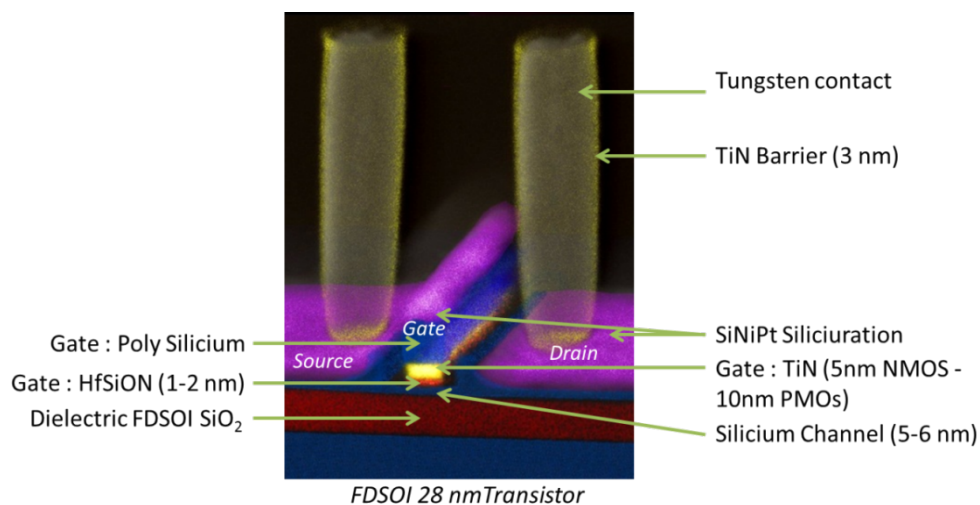 Tungsten contact
TiN Barrier (3 nm)
Gate
Gate : Poly Silicium
Source
Drain
SiNiPt Siliciuration
Gate : HfSiON (1-2 nm)
Gate : TiN (5nm NMOS -
10nm PMOs)
Dielectric FDSOI SiO₂
Silicium Channel (5-6 nm)
FDSOI 28 nmTransistor